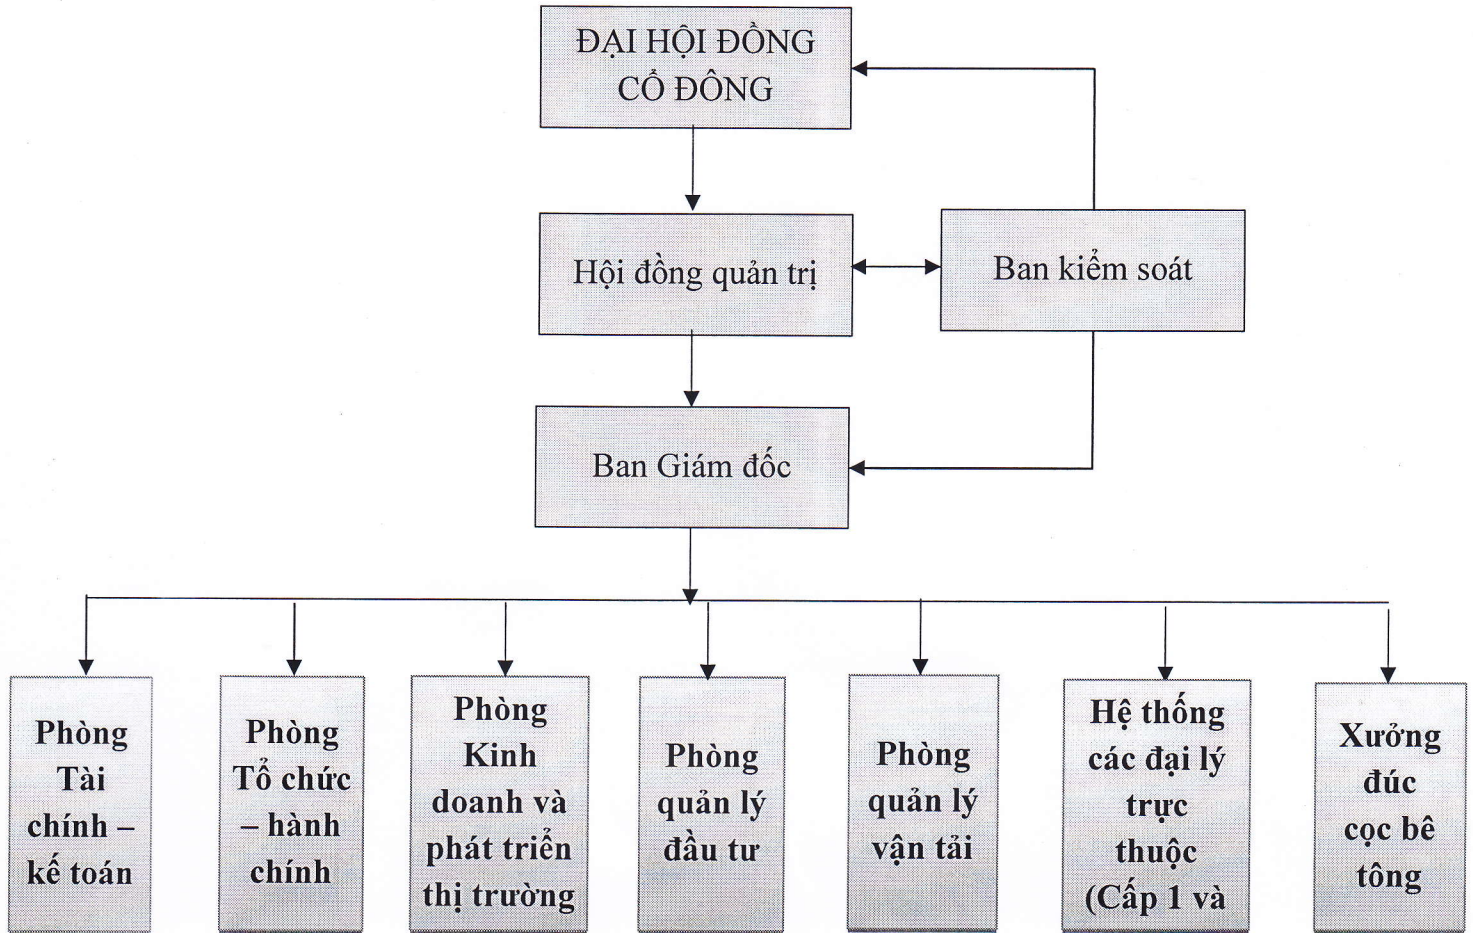 ĐẠI HỘI ĐỒNG
CỔ ĐÔNG
Hội đồng quản trị
Ban kiểm soát
Ban Giám đốc
Phòng
Tài
chính –
kế toán
Phòng
Tổ chức
– hành
chính
Phòng
Kinh
doanh và
phát triển
thị trường
Phòng
quản lý
đầu tư
Phòng
quản lý
vận tải
Hệ thống
các đại lý
trực
thuộc
(Cấp 1 và
Xưởng
đúc
cọc bê
tông